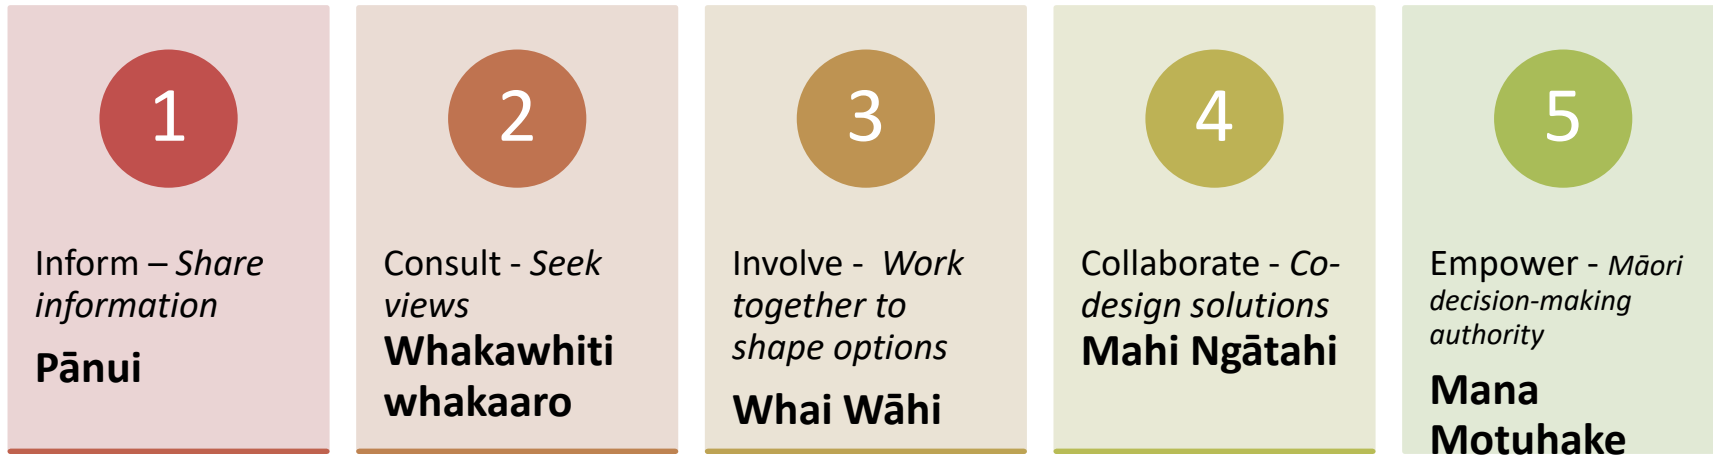 1
Inform – Share
information
Pānui
2
Consult - Seek
views
Whakawhiti
whakaaro
3
Involve -  Work
together to
shape options
Whai Wāhi
4
Collaborate - Co-
design solutions
Mahi Ngātahi
5
Empower - Māori
decision-making
authority
Mana
Motuhake